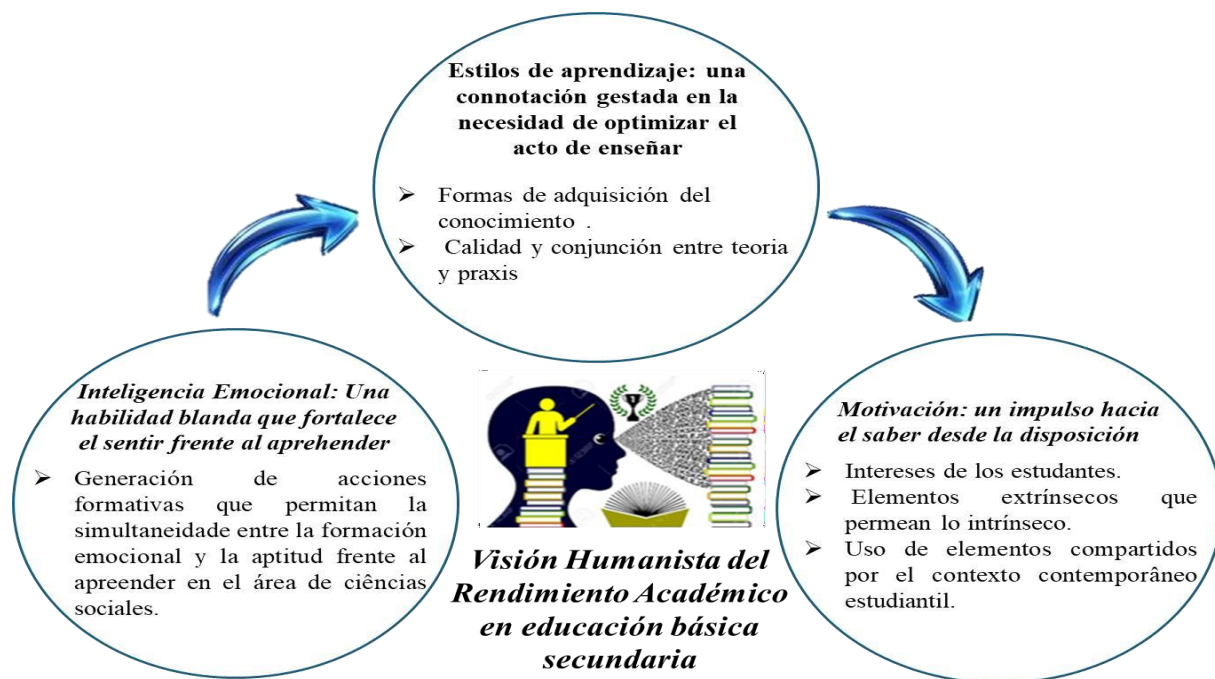 Estilos de aprendizaje: una
connotación gestada en la
necesidad de optimizar el
acto de enseñar
➢ Formas de adquisición del
conocimiento .
➢ Calidad y conjunción entre teoria
y praxis
Inteligencia Emocional: Una
habilidad blanda que fortalece
el sentir frente al aprehender
➢ Generación de acciones
formativas que permitan la
simultaneidade entre la formación
emocional y la aptitud frente al
apreender en el área de ciências
sociales.
Visión Humanista del
Rendimiento Académico
en educación básica
secundaria
Motivación: un impulso hacia
el saber desde la disposición
➢ Intereses de los estudantes.
➢ Elementos extrínsecos que
permean lo intrínseco.
➢ Uso de elementos compartidos
por el contexto contemporâneo
estudiantil.